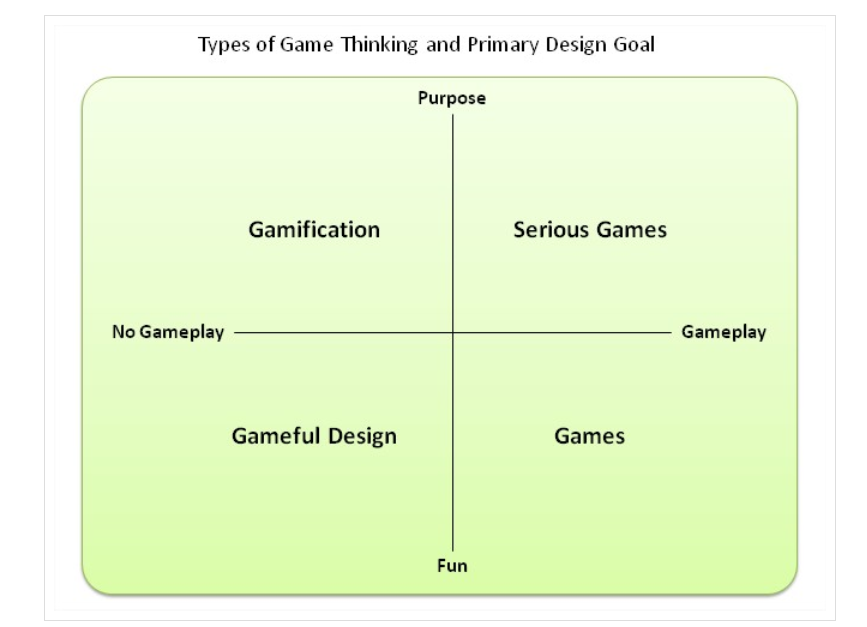 Types of Game Thinking and Primary Design Goal
Purpose
Gamification
Serious Games
No Gameplay
Gameplay
Gameful Design
Games
Fun